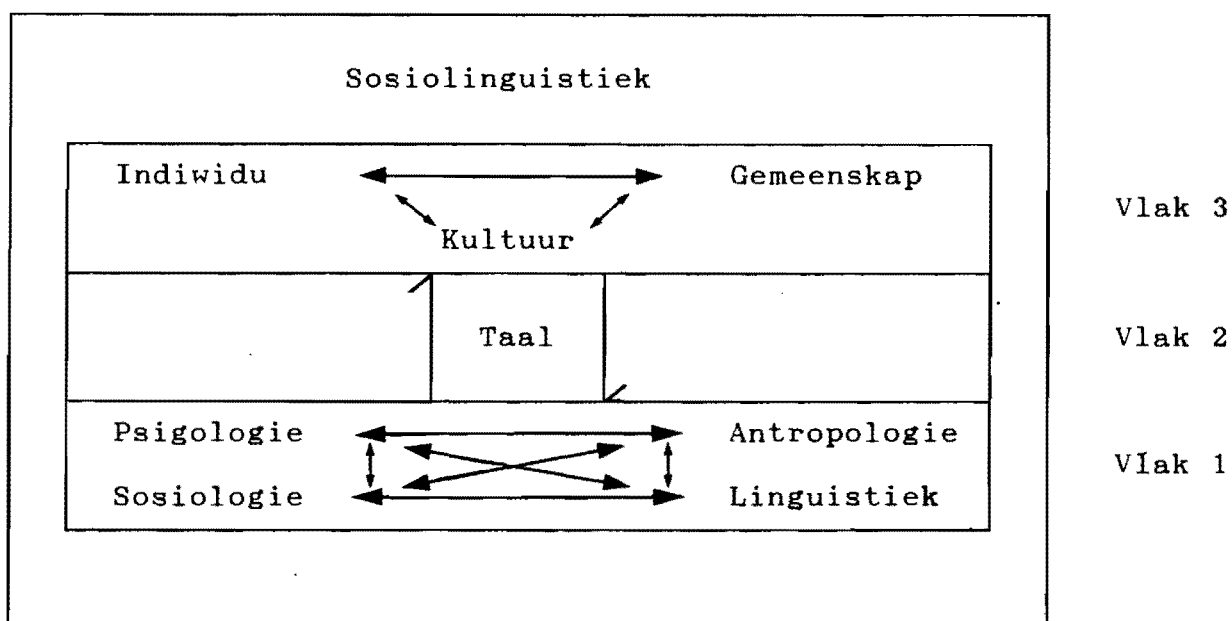 Sosiolinguistiek
Indiwidu Gemeenskap
Vlak 3
Kultuur
Taal Vlak 2
Psigologie Antropologie
Vlak 1
Sosiologie Linguistiek